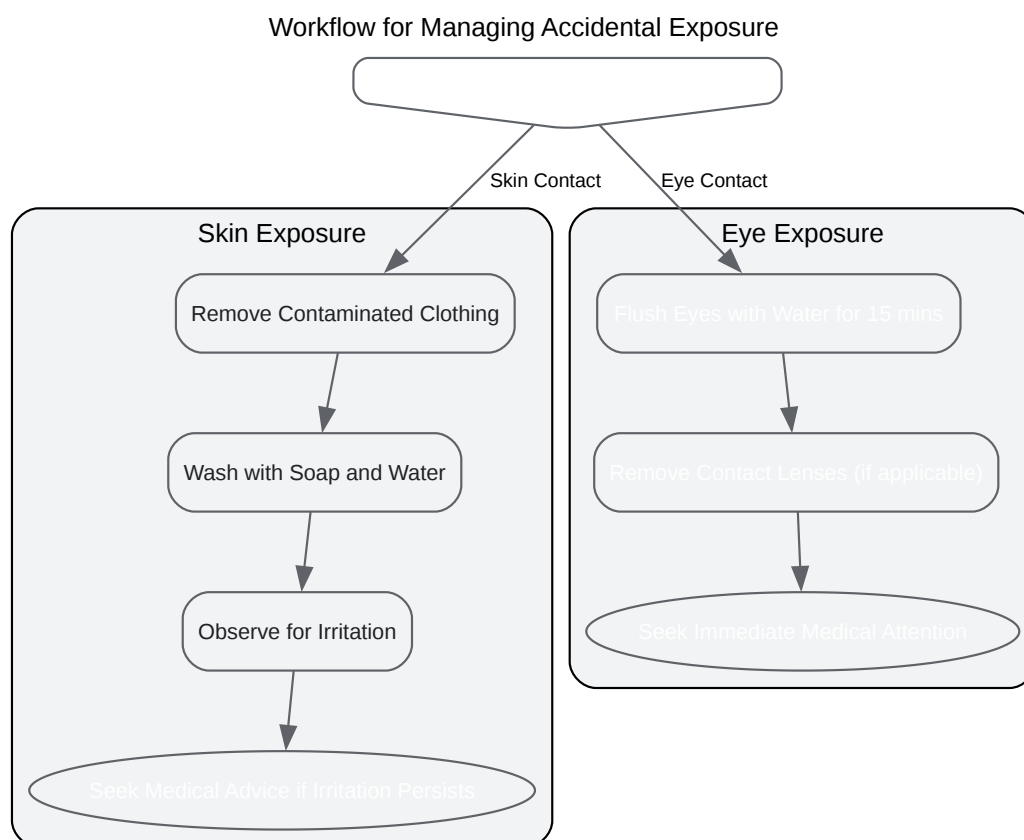 Workflow for Managing Accidental Exposure
Skin Contact
Eye Contact
Skin Exposure
Remove Contaminated Clothing
Wash with Soap and Water
Observe for Irritation
Seek Medical Advice if Irritation Persists
Eye Exposure
Flush Eyes with Water for 15 mins
Remove Contact Lenses (if applicable)
Seek Immediate Medical Attention